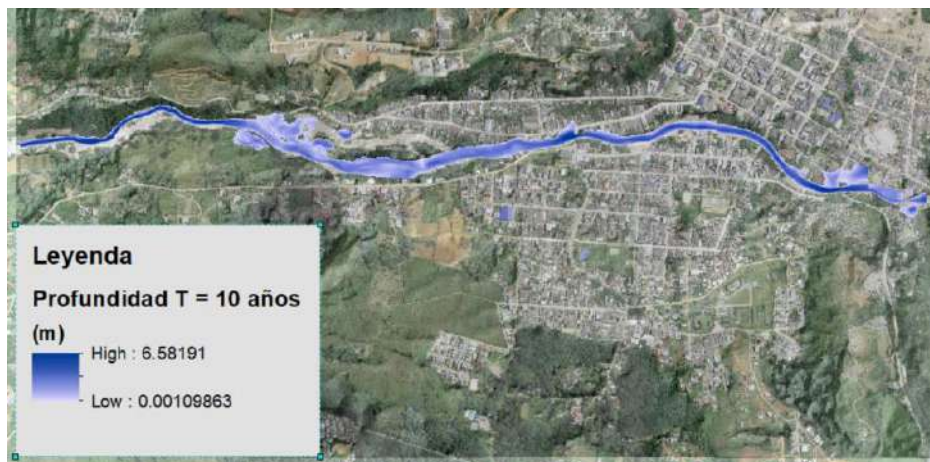 Leyenda
Profundidad T = 10 años
(m)
High : 6.58191
Low : 0.00109863